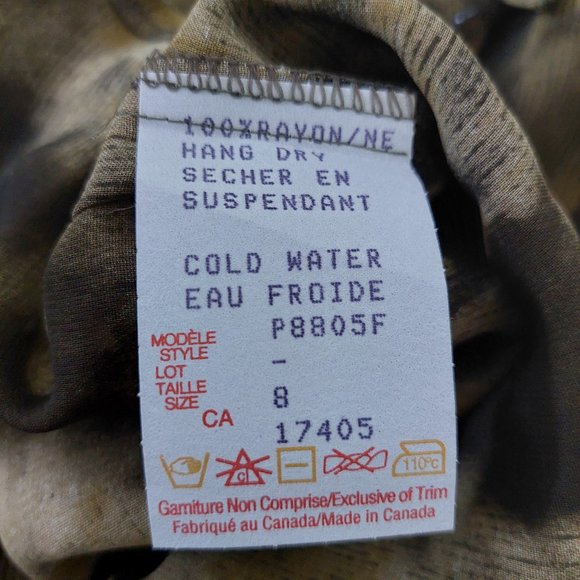 100%RAYON/NE
HANG DRY
SECHER EN
SUSPENDANT
COLD WATER
EAU FROIDE
MODÈLE
STYLE P8805F
LOT -
TAILLE
SIZE 8
CA 17405
cl 110°c
Garniture Non Comprise/Exclusive of Trim
Fabriqué au Canada/Made in Canada